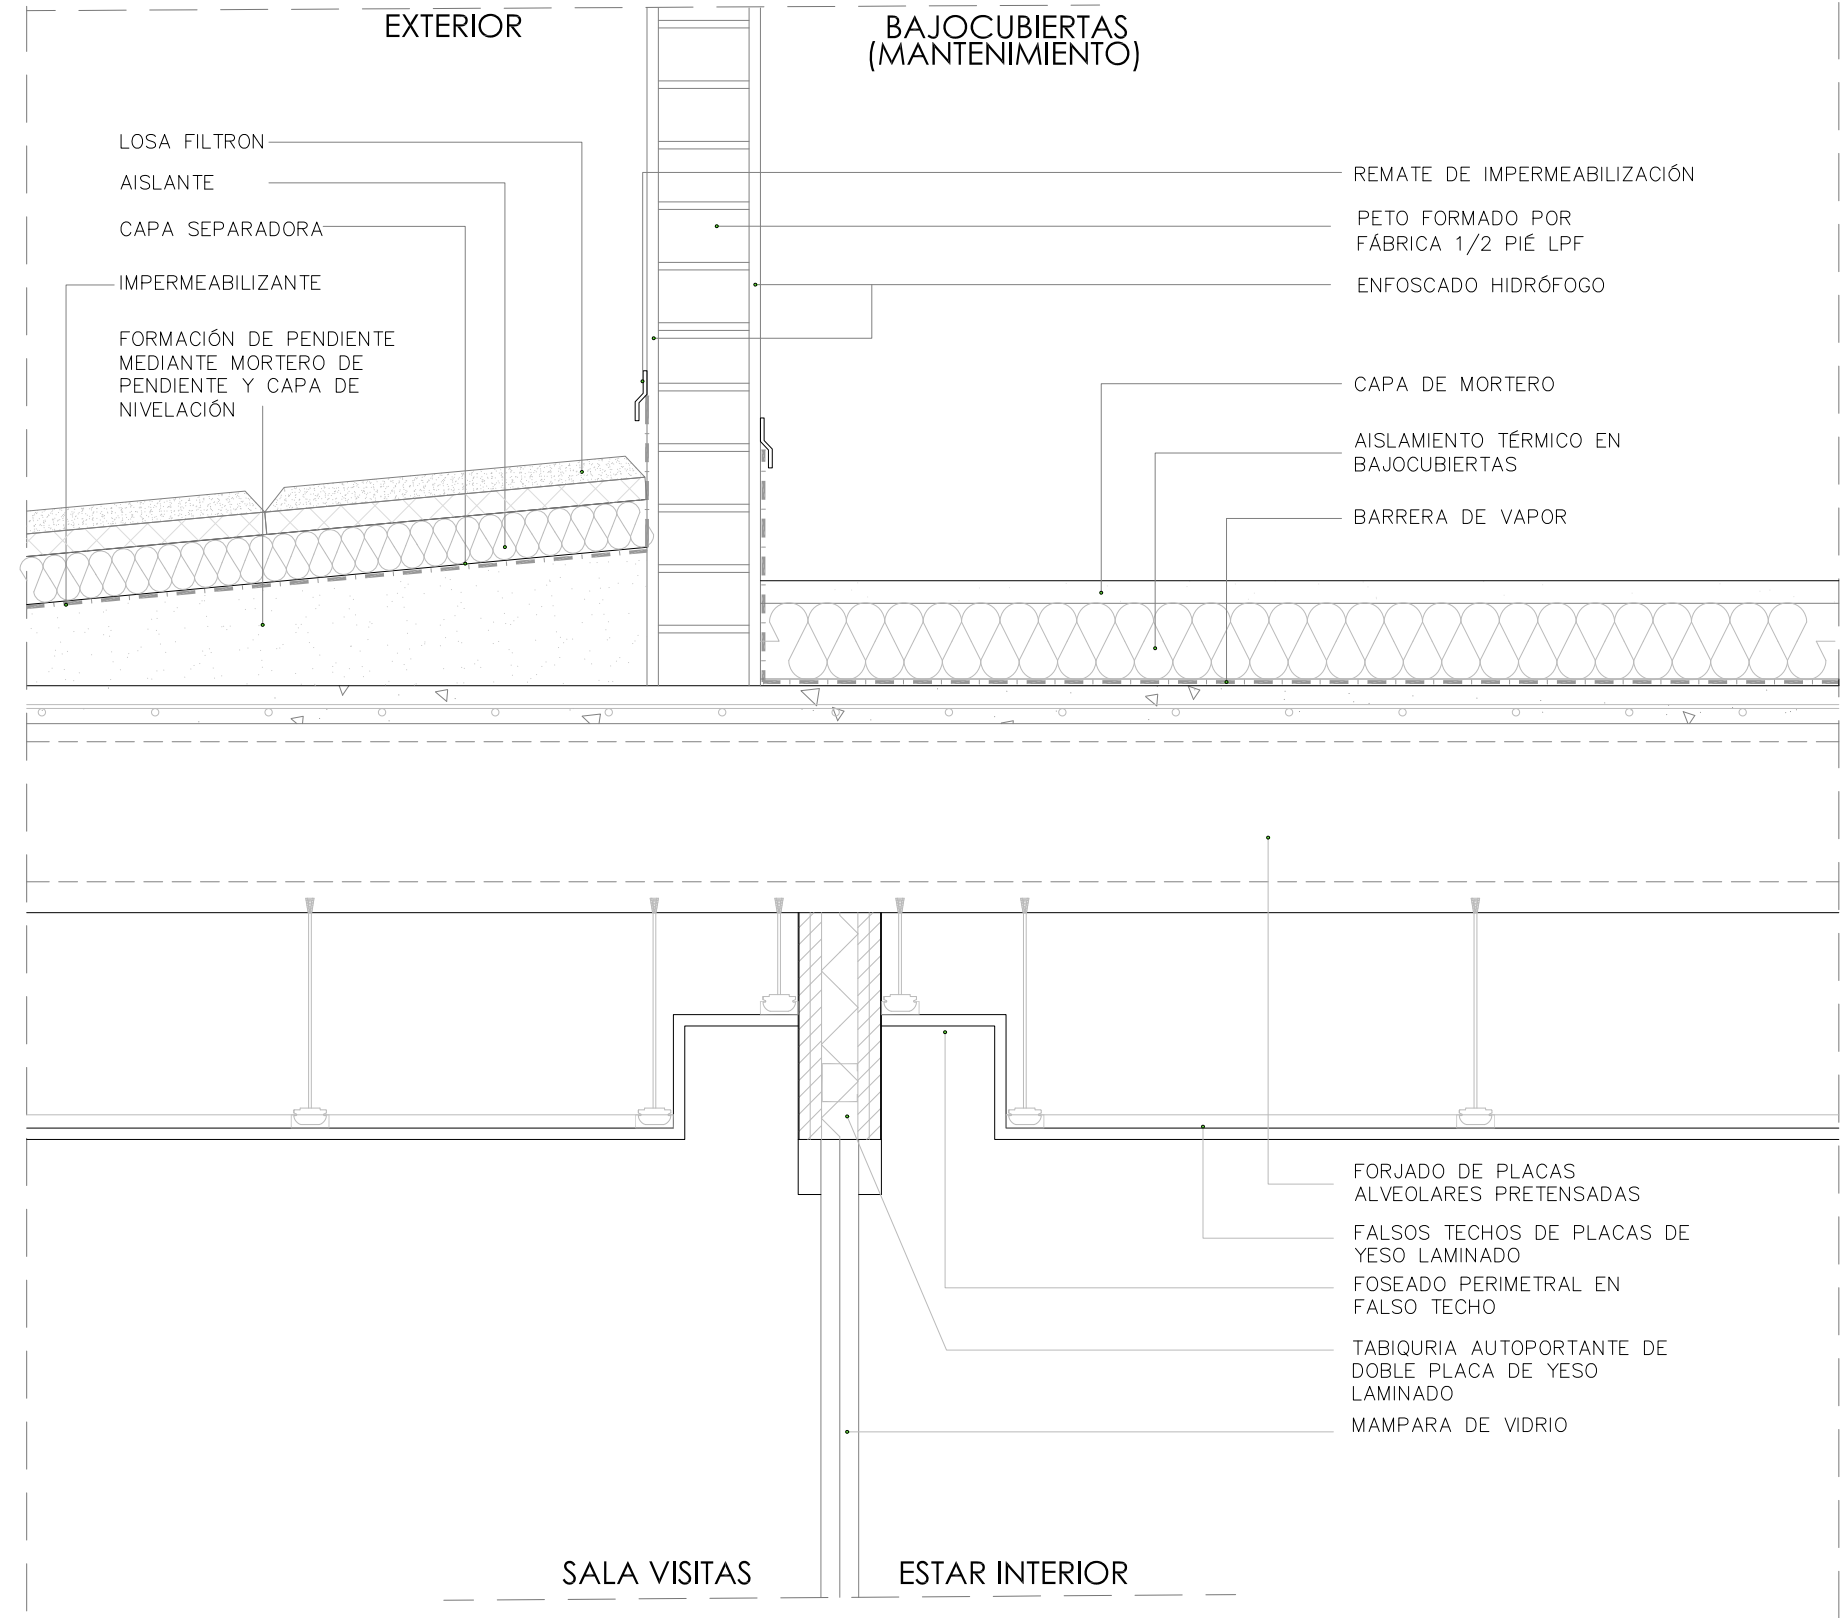 EXTERIOR
BAJOCUBIERTAS
(MANTENIMIENTO)
LOSA FILTRON
AISLANTE
CAPA SEPARADORA
IMPERMEABILIZANTE
FORMACIÓN DE PENDIENTE
MEDIANTE MORTERO DE
PENDIENTE Y CAPA DE
NIVELACIÓN
REMATE DE IMPERMEABILIZACIÓN
PETO FORMADO POR
FÁBRICA 1/2 PIÉ LPF
ENFOSCADO HIDRÓFOGO
CAPA DE MORTERO
AISLAMIENTO TÉRMICO EN
BAJOCUBIERTAS
BARRERA DE VAPOR
FORJADO DE PLACAS
ALVEOLARES PRETENSADAS
FALSOS TECHOS DE PLACAS DE
YESO LAMINADO
FOSEADO PERIMETRAL EN
FALSO TECHO
TABIQURIA AUTOPORTANTE DE
DOBLE PLACA DE YESO
LAMINADO
MAMPARA DE VIDRIO
SALA VISITAS
ESTAR INTERIOR